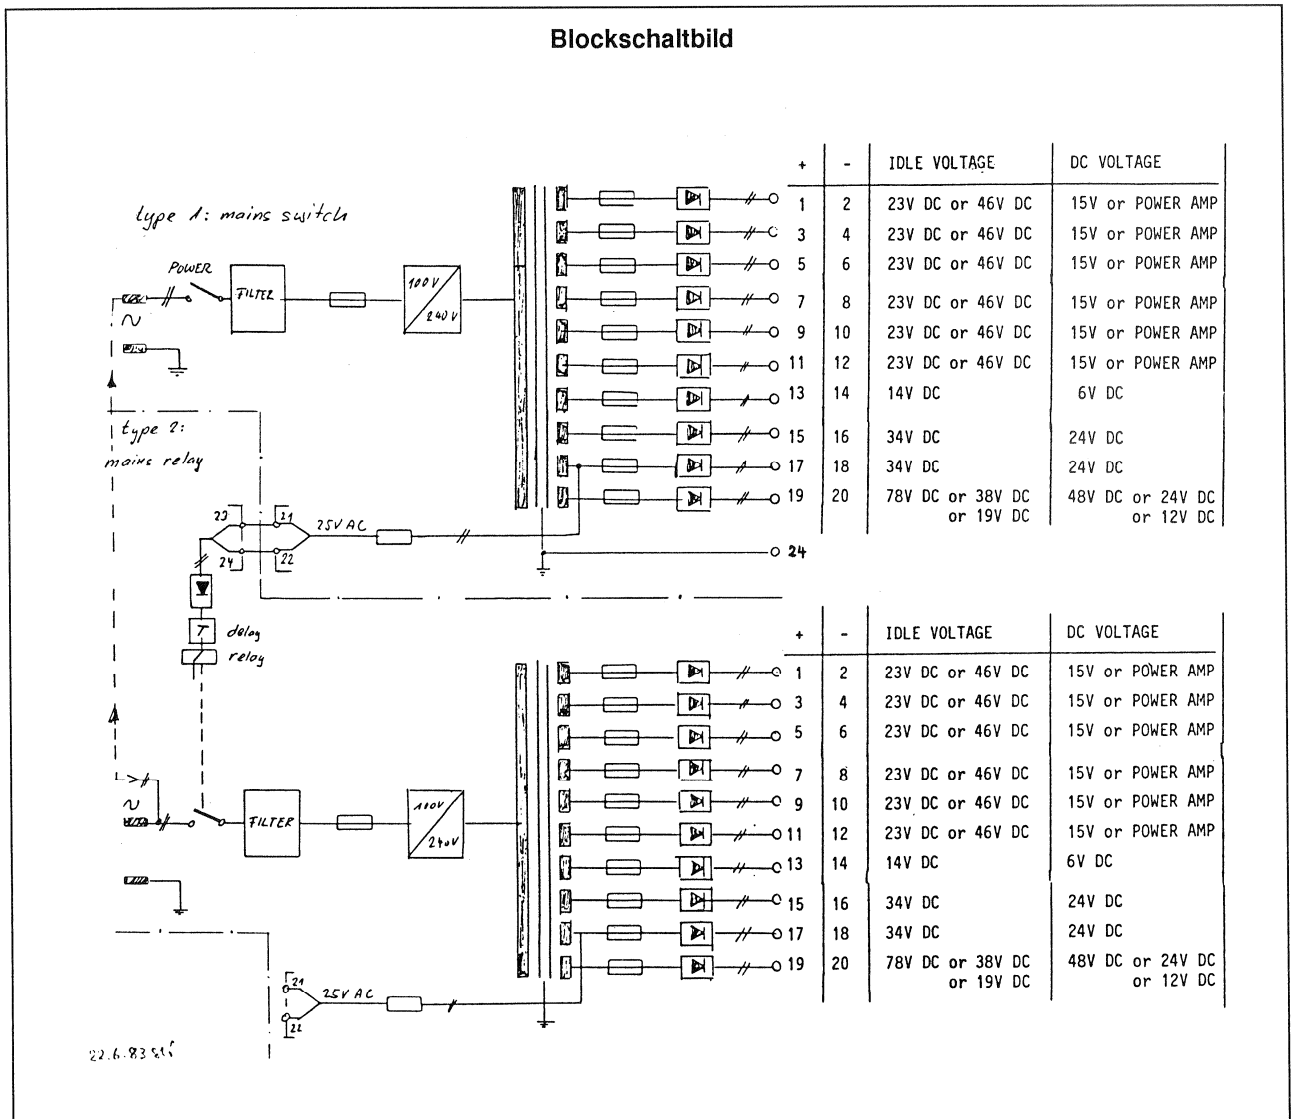 Blockschaltbild
+ - IDLE VOLTAGE DC VOLTAGE
1 2 23V DC or 46V DC 15V or POWER AMP
type 1: mains switch
3 4 23V DC or 46V DC 15V or POWER AMP
POWER
5 6 23V DC or 46V DC 15V or POWER AMP
FILTER
100V
240V
~
7 8 23V DC or 46V DC 15V or POWER AMP
9 10 23V DC or 46V DC 15V or POWER AMP
11 12 23V DC or 46V DC 15V or POWER AMP
13 14 14V DC 6V DC
type 2:
mains relay
15 16 34V DC 24V DC
17 18 34V DC 24V DC
19 20 78V DC or 38V DC 48V DC or 24V DC
or 19V DC or 12V DC
23 21 25V AC
24 22
24
T delay
relay
+ - IDLE VOLTAGE DC VOLTAGE
1 2 23V DC or 46V DC 15V or POWER AMP
3 4 23V DC or 46V DC 15V or POWER AMP
5 6 23V DC or 46V DC 15V or POWER AMP
7 8 23V DC or 46V DC 15V or POWER AMP
9 10 23V DC or 46V DC 15V or POWER AMP
~
FILTER
100V
240V
11 12 23V DC or 46V DC 15V or POWER AMP
13 14 14V DC 6V DC
15 16 34V DC 24V DC
17 18 34V DC 24V DC
19 20 78V DC or 38V DC 48V DC or 24V DC
or 19V DC or 12V DC
21 25V AC
22
22.6.83